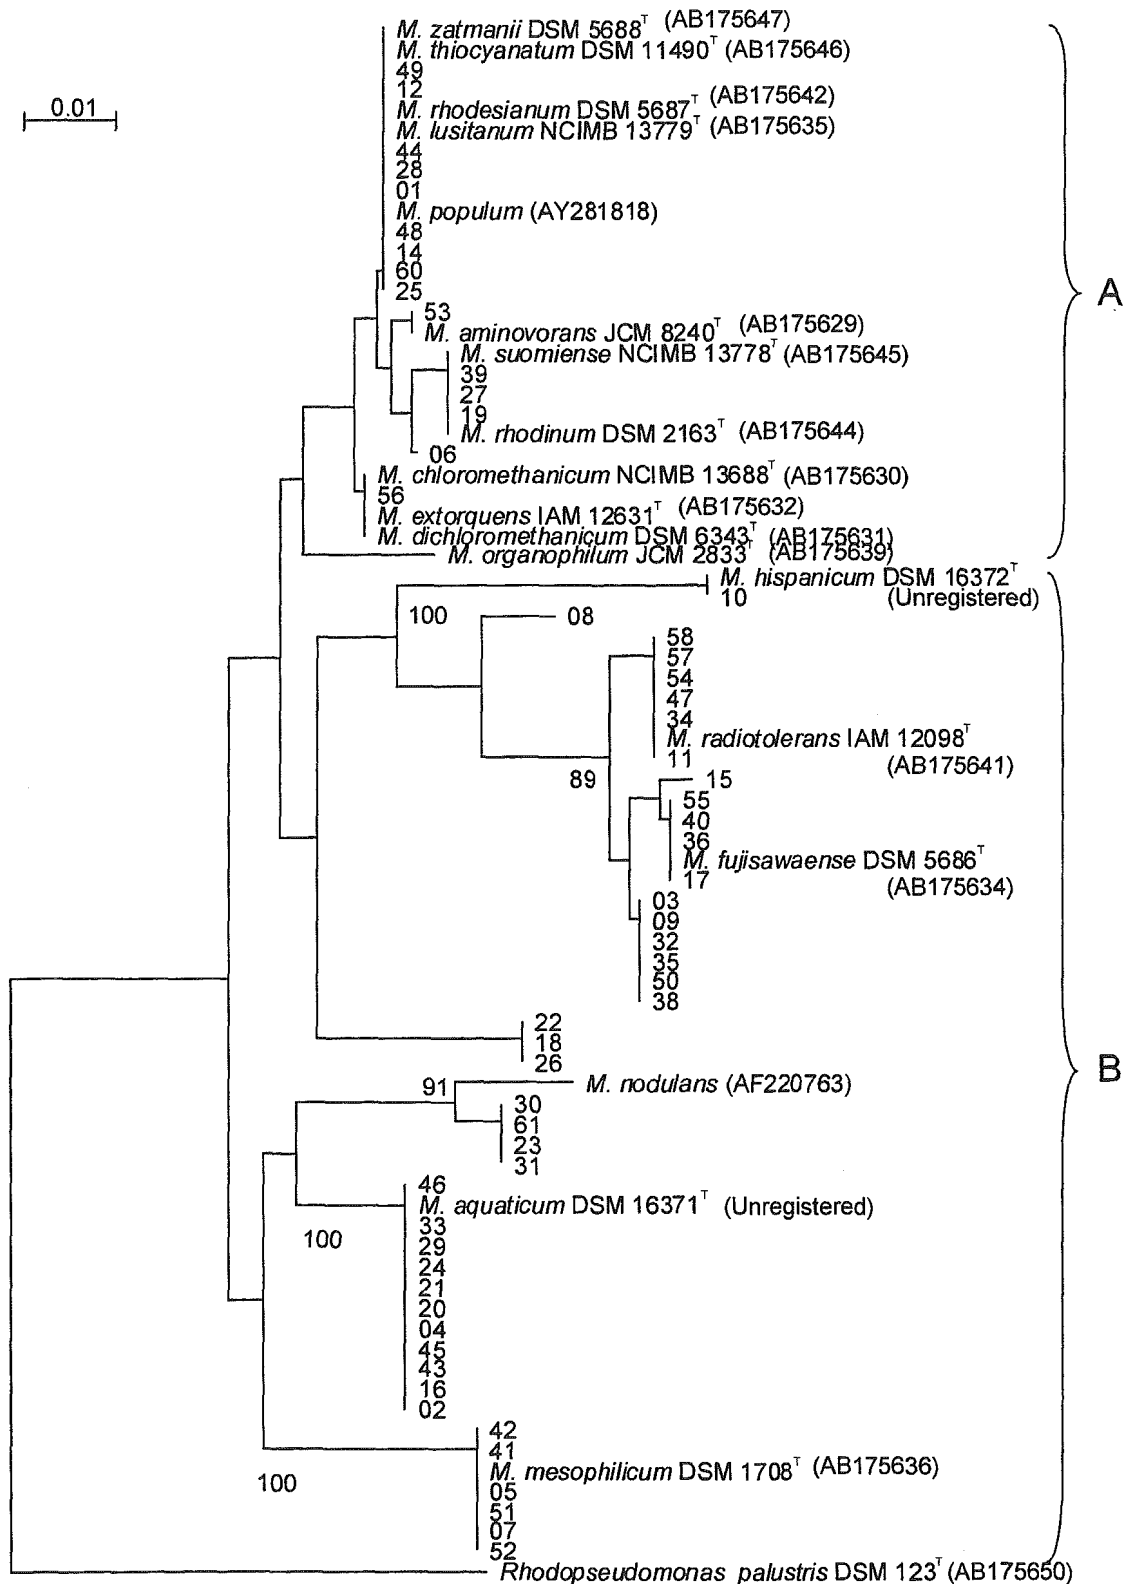 M. zatmanii DSM 5688T (AB175647)
M. thiocyanatum DSM 11490T (AB175646)
49
12
0.01
M. rhodesianum DSM 5687T (AB175642)
M. lusitanum NCIMB 13779T (AB175635)
44
28
01
M. populum (AY281818)
48
14
60
25
A
53
M. aminovorans JCM 8240T (AB175629)
M. suomiense NCIMB 13778T (AB175645)
39
27
19
M. rhodinum DSM 2163T (AB175644)
06
M. chloromethanicum NCIMB 13688T (AB175630)
56
M. extorquens IAM 12631T (AB175632)
M. dichloromethanicum DSM 6343T (AB175631)
M. organophilum JCM 2833T (AB175639)
M. hispanicum DSM 16372T
10 (Unregistered)
100
08
58
57
54
47
34
M. radiotolerans IAM 12098T
11 (AB175641)
89
15
55
40
36
M. fujisawaense DSM 5686T
17 (AB175634)
03
09
32
35
50
38
22
18
26
B
91
M. nodulans (AF220763)
30
61
23
31
46
M. aquaticum DSM 16371T (Unregistered)
33
100
29
24
21
20
04
45
43
16
02
42
41
M. mesophilicum DSM 1708T (AB175636)
100
05
51
07
52
Rhodopseudomonas palustris DSM 123T (AB175650)